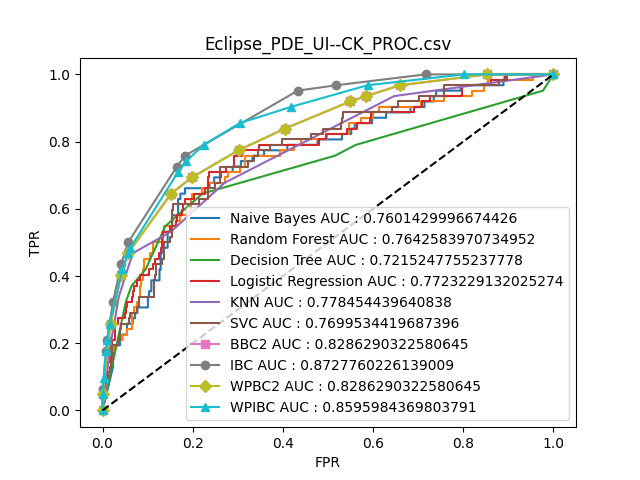 Eclipse_PDE_UI--CK_PROC.csv
1.0
0.8
0.6
0.4
0.2
0.0
TPR
Naive Bayes AUC : 0.7601429996674426
Random Forest AUC : 0.7642583970734952
Decision Tree AUC : 0.7215247755237778
Logistic Regression AUC : 0.7723229132025274
KNN AUC : 0.778454439640838
SVC AUC : 0.7699534419687396
BBC2 AUC : 0.8286290322580645
IBC AUC : 0.8727760226139009
WPBC2 AUC : 0.8286290322580645
WPIBC AUC : 0.8595984369803791
0.0 0.2 0.4 0.6 0.8 1.0
FPR